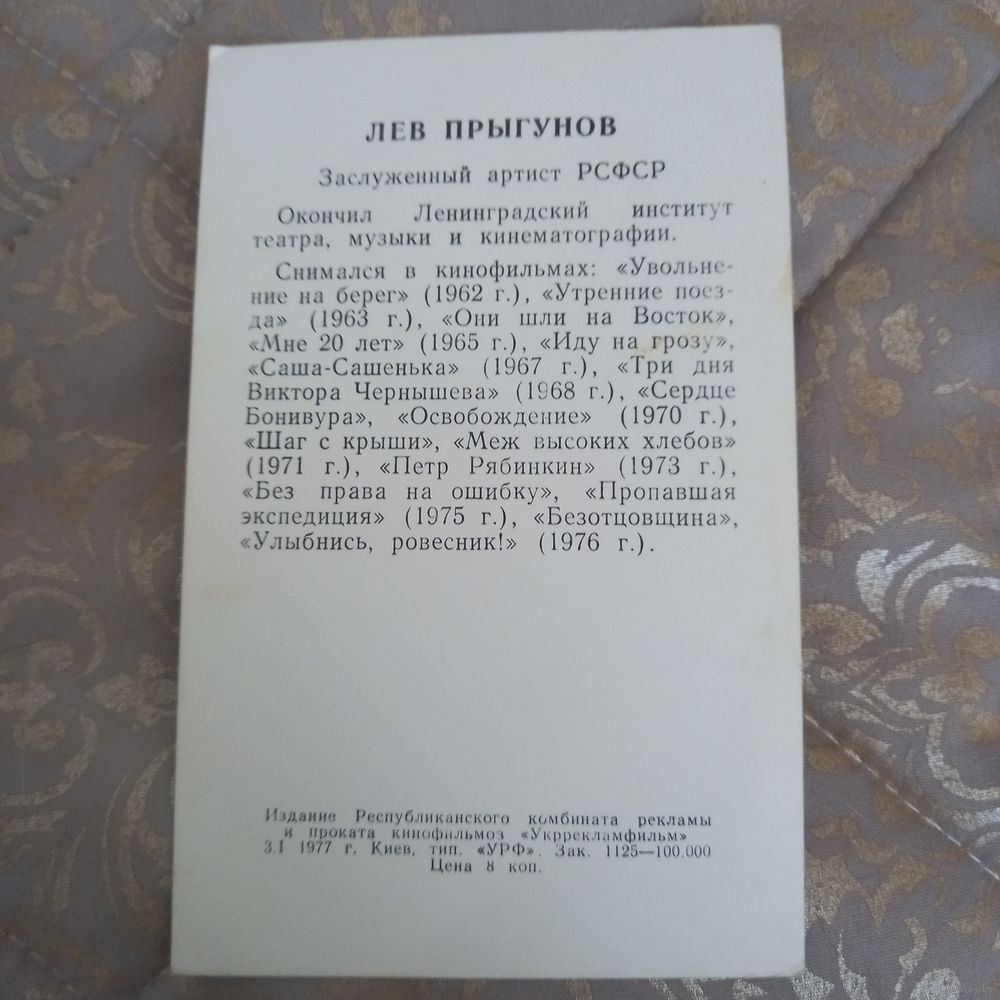 ЛЕВ ПРЫГУНОВ
Заслуженный артист РСФСР
Окончил Ленинградский институт
театра, музыки и кинематографии.
Снимался в кинофильмах: «Увольне-
ние на берег» (1962 г.), «Утренние поез-
да» (1963 г.), «Они шли на Восток»,
«Мне 20 лет» (1965 г.), «Иду на грозу»,
«Саша-Сашенька» (1967 г.), «Три дня
Виктора Чернышева» (1968 г.), «Сердце
Бонивура», «Освобождение» (1970 г.),
«Шаг с крыши», «Меж высоких хлебов»
(1971 г.), «Петр Рябинкин» (1973 г.),
«Без права на ошибку», «Пропавшая
экспедиция» (1975 г.), «Безотцовщина»,
«Улыбнись, ровесник!» (1976 г.).
Издание Республиканского комбината рекламы
и проката кинофильмоз «Укррекламфильм»
3.I 1977 г. Киев, тип. «УРФ». Зак. 1125—100.000
Цена 8 коп.